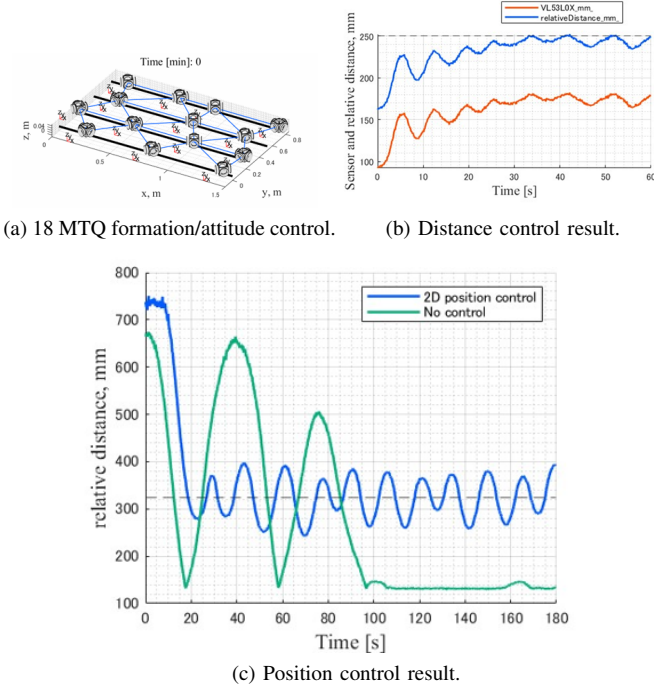 Time [min]: 0
z, m
0.04
0
0
0.5
1
1.5
x, m
0
0.2
0.4
0.6
0.8
y, m
(a) 18 MTQ formation/attitude control.
VL53L0X_mm_
relativeDistance_mm_
Sensor and relative distance, mm
250
200
150
100
0 10 20 30 40 50 60
Time [s]
(b) Distance control result.
2D position control
No control
relative distance, mm
800
700
600
500
400
300
200
100
0 20 40 60 80 100 120 140 160 180
Time [s]
(c) Position control result.